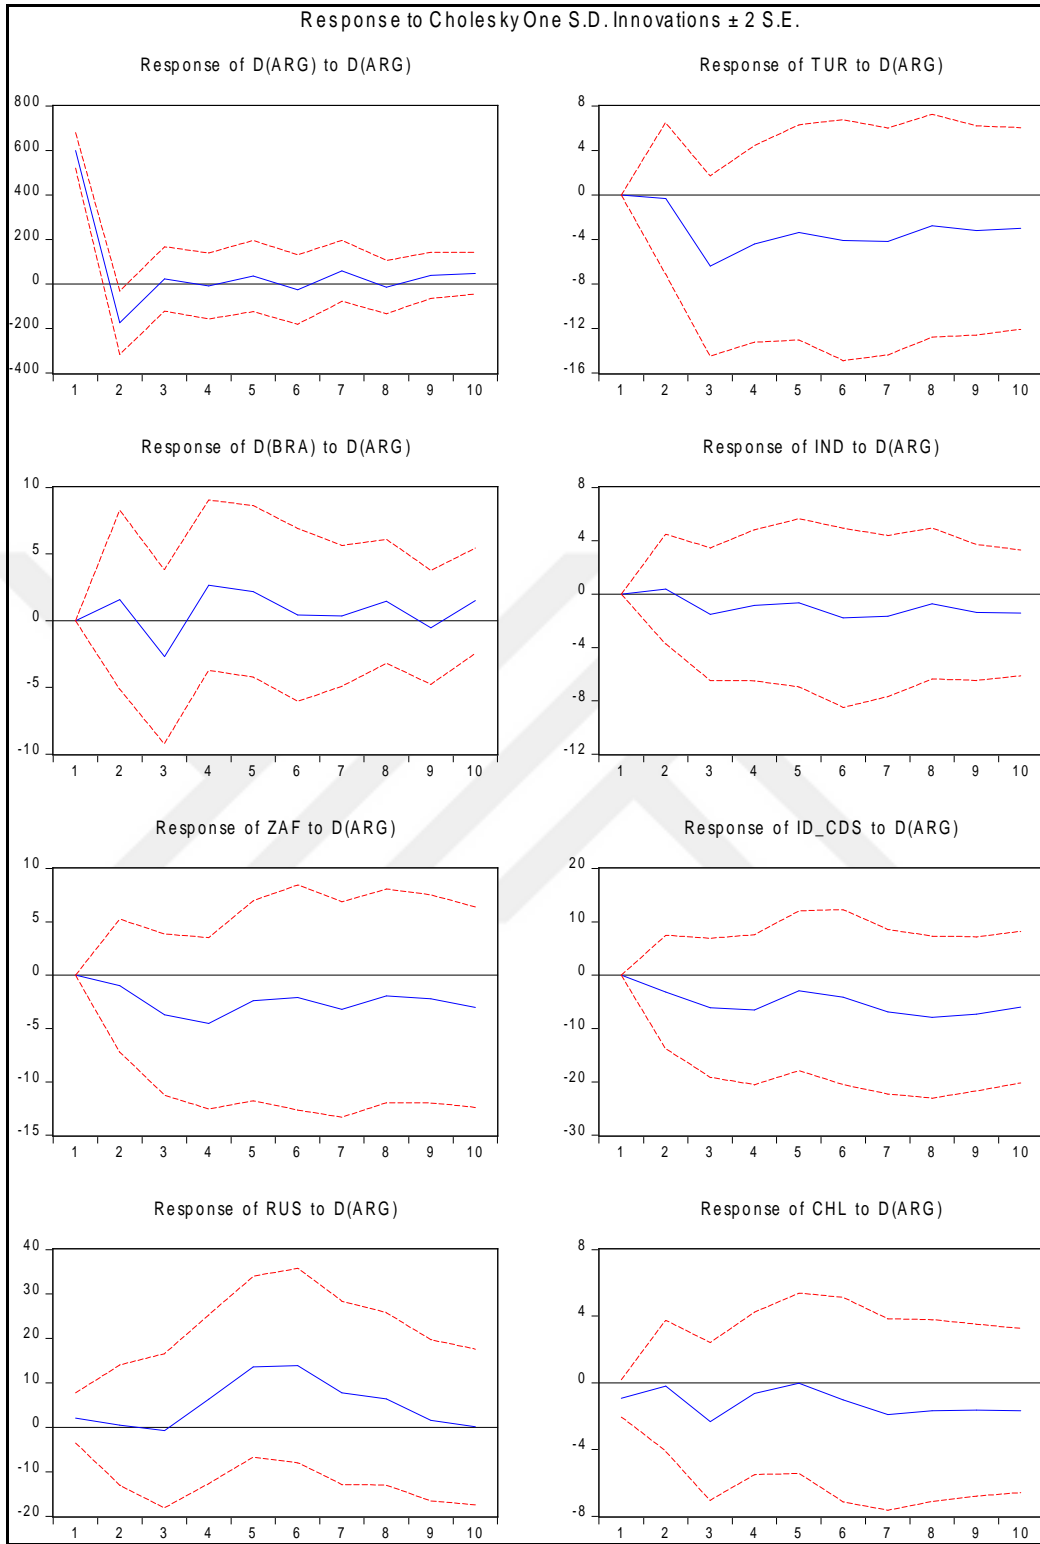 Response to Cholesky One S.D. Innovations ± 2 S.E.
Response of D(ARG) to D(ARG)
800
600
400
200
0
-200
-400
1 2 3 4 5 6 7 8 9 10
Response of TUR to D(ARG)
8
4
0
-4
-8
-12
-16
1 2 3 4 5 6 7 8 9 10
Response of D(BRA) to D(ARG)
10
5
0
-5
-10
1 2 3 4 5 6 7 8 9 10
Response of IND to D(ARG)
8
4
0
-4
-8
-12
1 2 3 4 5 6 7 8 9 10
Response of ZAF to D(ARG)
10
5
0
-5
-10
-15
1 2 3 4 5 6 7 8 9 10
Response of ID_CDS to D(ARG)
20
10
0
-10
-20
-30
1 2 3 4 5 6 7 8 9 10
Response of RUS to D(ARG)
40
30
20
10
0
-10
-20
1 2 3 4 5 6 7 8 9 10
Response of CHL to D(ARG)
8
4
0
-4
-8
1 2 3 4 5 6 7 8 9 10